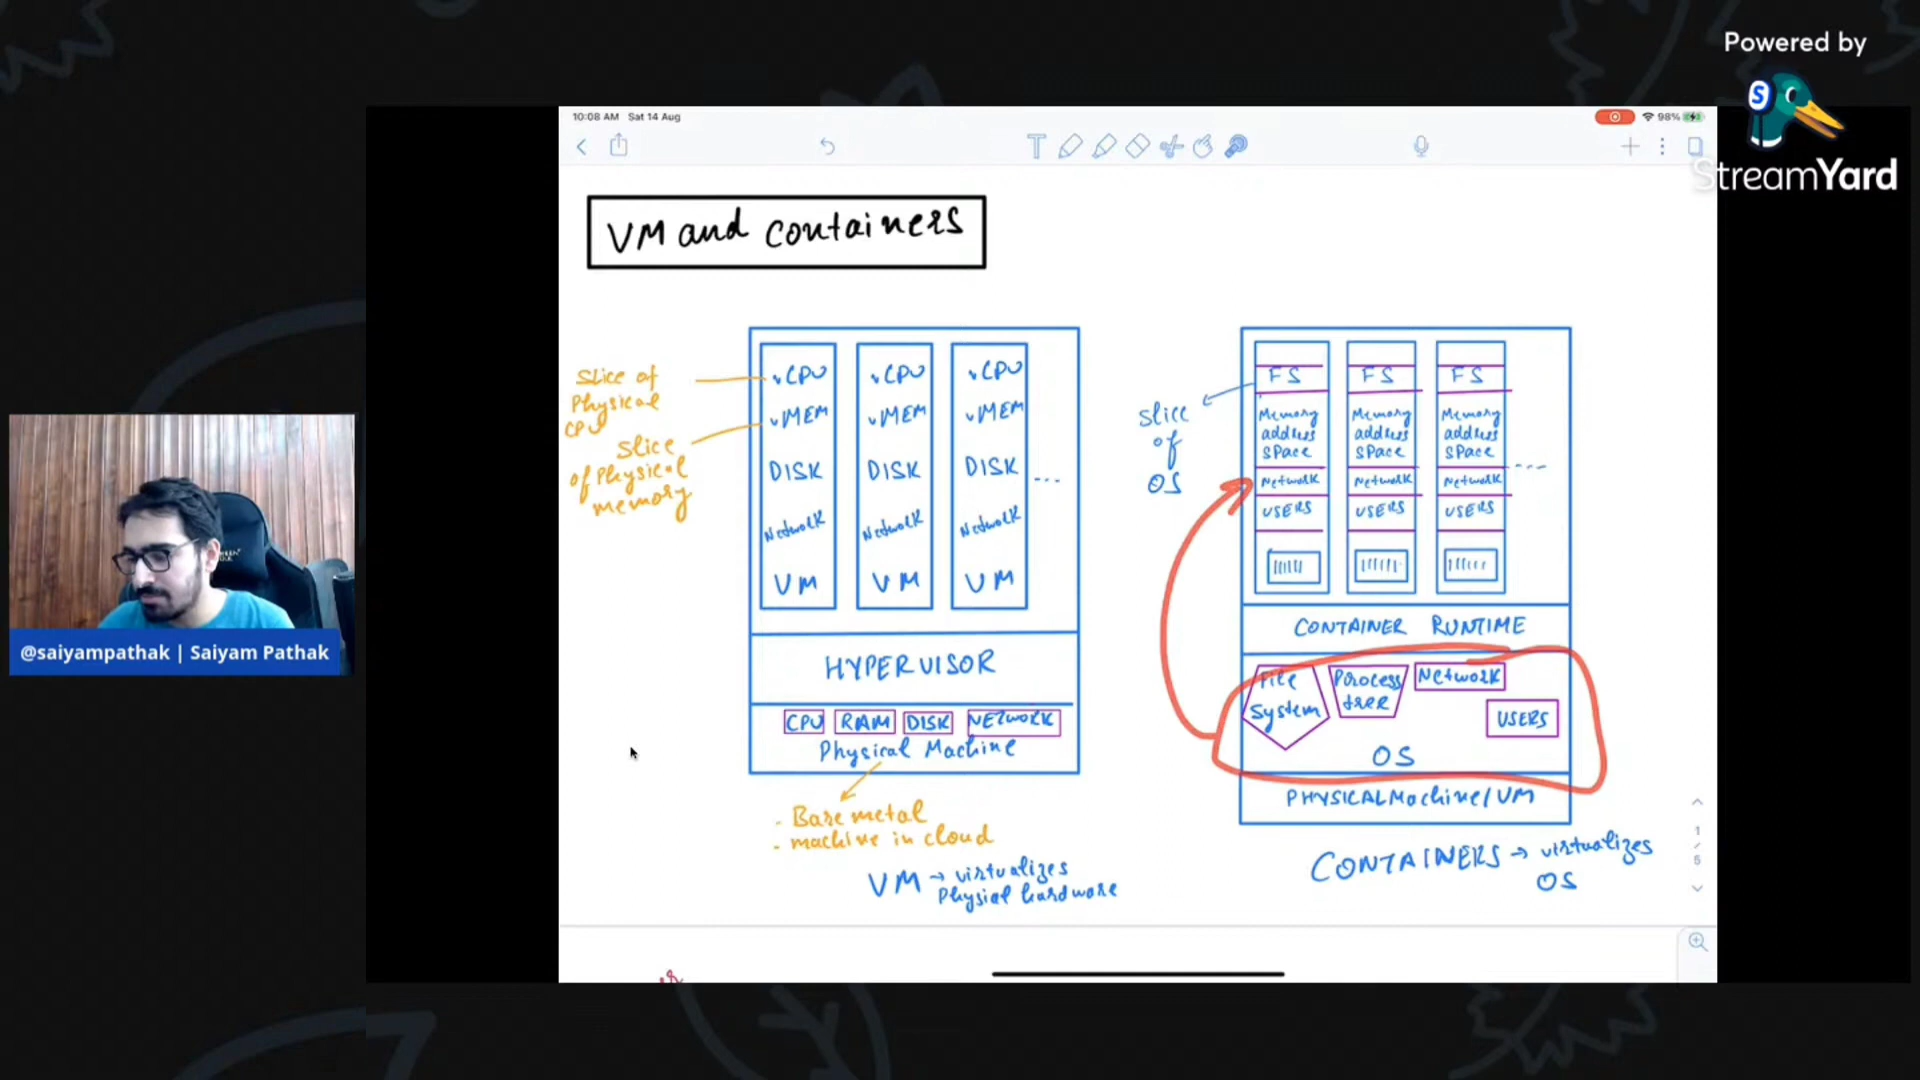 Powered by
StreamYard
10:08 AM Sat 14 Aug
98%
VM and containers
Slice of
Physical
CPU
Slice
of Physical
memory
vCPU vCPU vCPU
vMEM vMEM vMEM
DISK DISK DISK
...
Network Network Network
VM VM VM
HYPERVISOR
CPU RAM DISK NETWORK
Physical Machine
- Bare metal
- machine in cloud
VM → virtualizes
Physial hardware
Slice
of
OS
FS FS FS
Memory Memory Memory
address address address
SPace SPace SPace
Network Network Network
USERS USERS USERS
CONTAINER RUNTIME
File
System
Process
tree
Network
USERS
OS
PHYSICAL Machine/VM
CONTAINERS → virtualizes
OS
1
/
5
@saiyampathak | Saiyam Pathak